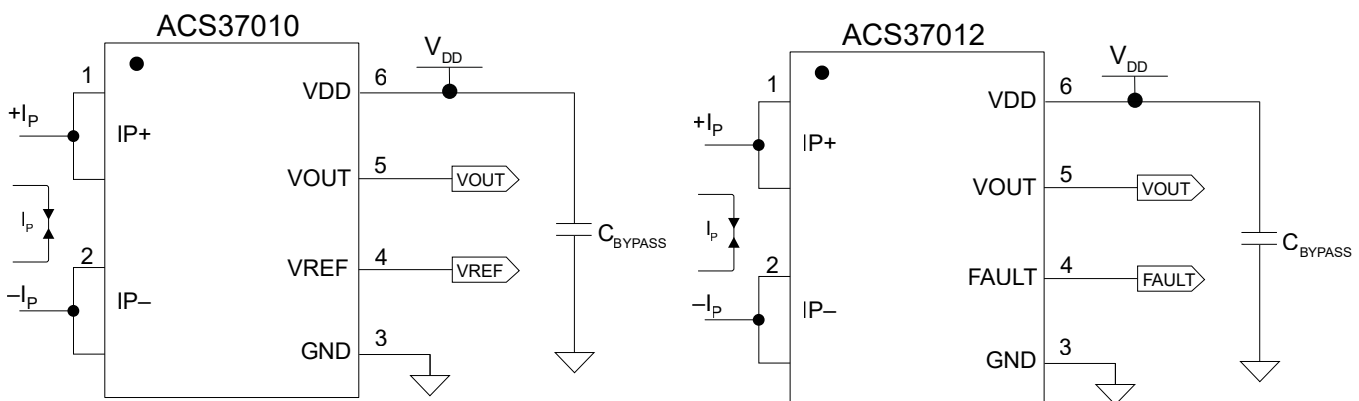 ACS37010
1
+IP
IP+
IP
2
–IP
IP–
VDD
6
VDD
VOUT
5
VOUT
VREF
4
VREF
GND
3
CBYPASS
ACS37012
1
+IP
IP+
IP
2
–IP
IP–
VDD
6
VDD
VOUT
5
VOUT
FAULT
4
FAULT
GND
3
CBYPASS